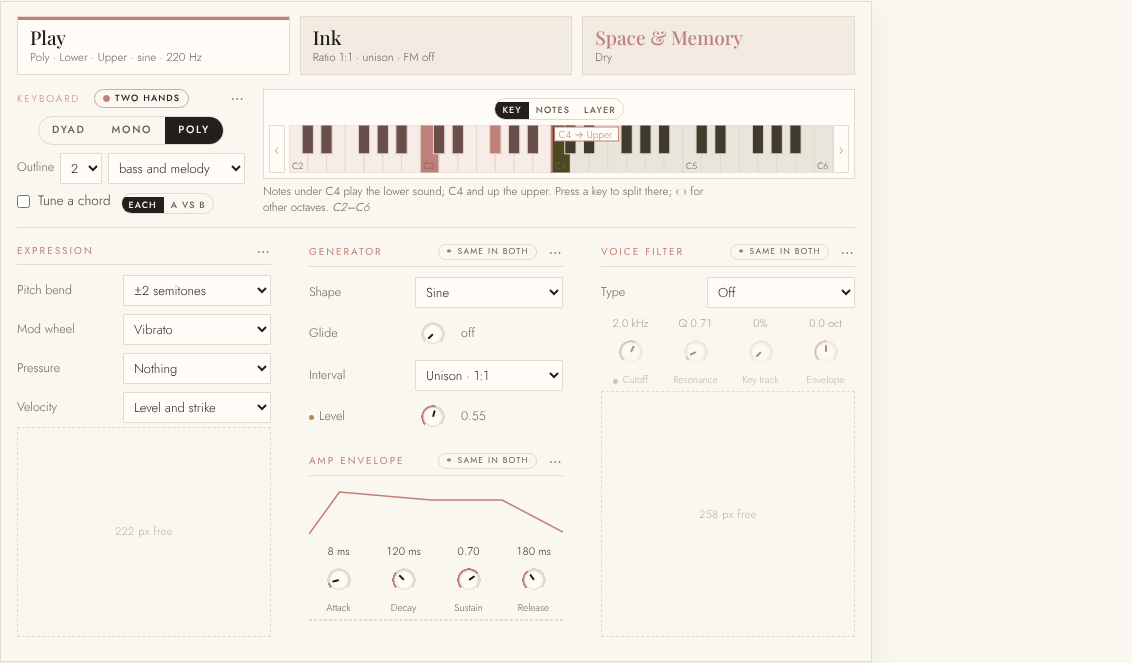 Play
Poly · Lower · Upper · sine · 220 Hz
Ink
Ratio 1:1 · unison · FM off
Space & Memory
Dry
KEYBOARD
TWO HANDS
...
DYAD MONO POLY
Outline 2 bass and melody
Tune a chord EACH A VS B
KEY NOTES LAYER
C4 → Upper
‹ C2 C3 C5 C6 ›
Notes under C4 play the lower sound; C4 and up the upper. Press a key to split there; ‹ › for
other octaves. C2–C6
EXPRESSION ...
Pitch bend ±2 semitones
Mod wheel Vibrato
Pressure Nothing
Velocity Level and strike
222 px free
GENERATOR SAME IN BOTH ...
Shape Sine
Glide off
Interval Unison · 1:1
Level 0.55
AMP ENVELOPE SAME IN BOTH ...
8 ms 120 ms 0.70 180 ms
Attack Decay Sustain Release
VOICE FILTER SAME IN BOTH ...
Type Off
2.0 kHz Q 0.71 0% 0.0 oct
Cutoff Resonance Key track Envelope
258 px free